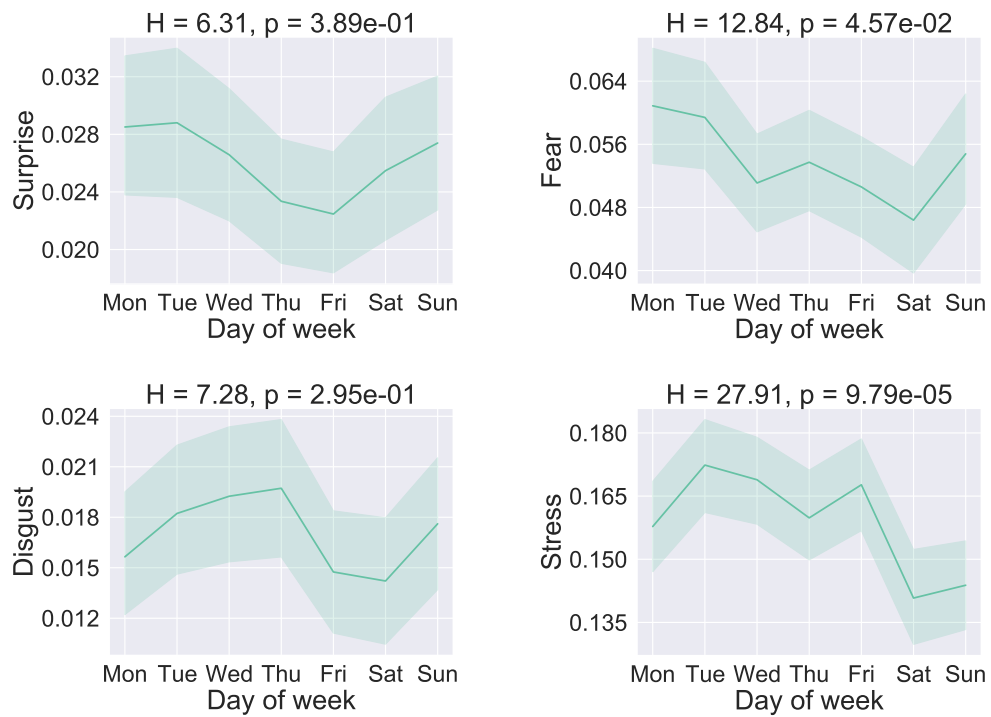 H = 6.31, p = 3.89e-01
0.032
0.028
0.024
0.020
Surprise
Mon Tue Wed Thu Fri Sat Sun
Day of week
H = 12.84, p = 4.57e-02
0.064
0.056
0.048
0.040
Fear
Mon Tue Wed Thu Fri Sat Sun
Day of week
H = 7.28, p = 2.95e-01
0.024
0.021
0.018
0.015
0.012
Disgust
Mon Tue Wed Thu Fri Sat Sun
Day of week
H = 27.91, p = 9.79e-05
0.180
0.165
0.150
0.135
Stress
Mon Tue Wed Thu Fri Sat Sun
Day of week